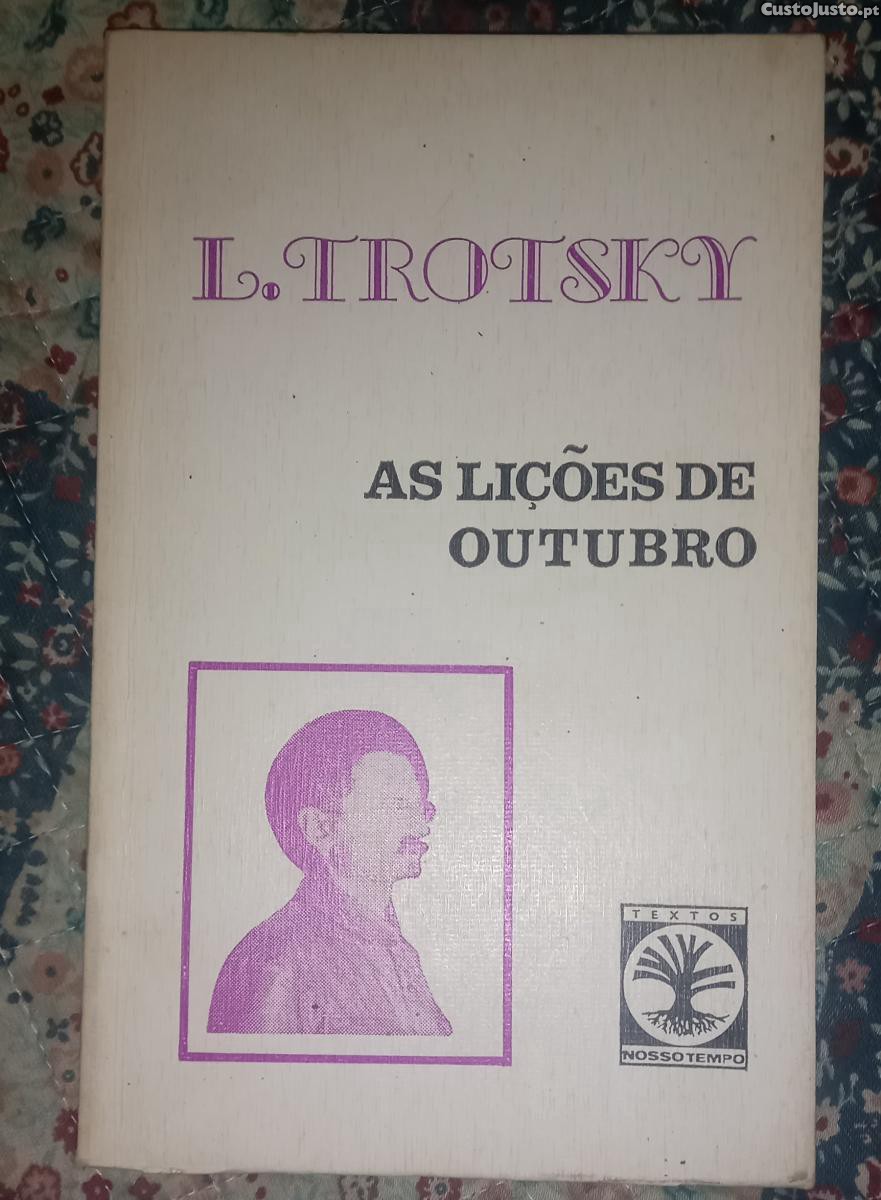 CustoJusto.pt
L. TROTSKY
AS LIÇÕES DE
OUTUBRO
TEXTOS
NOSSO TEMPO